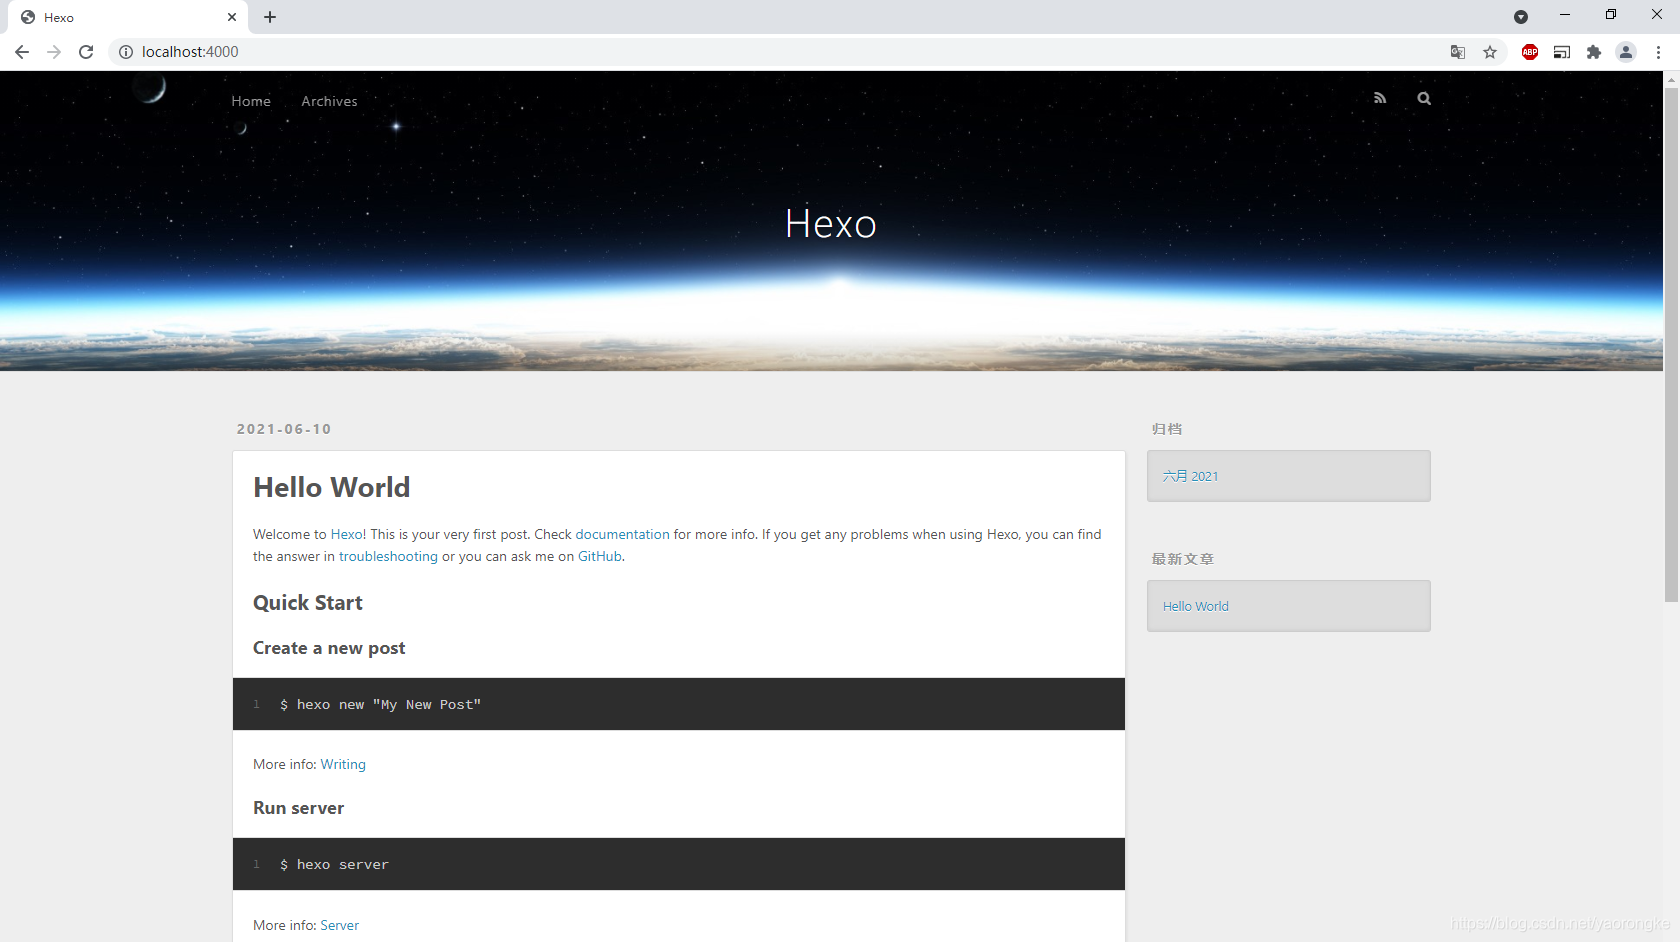 Hexo
localhost:4000
ABP
Home Archives
Hexo
2021-06-10
Hello World
Welcome to Hexo! This is your very first post. Check documentation for more info. If you get any problems when using Hexo, you can find
the answer in troubleshooting or you can ask me on GitHub.
Quick Start
Create a new post
1 $ hexo new "My New Post"
More info: Writing
Run server
1 $ hexo server
More info: Server
归档
六月 2021
最新文章
Hello World
https://blog.csdn.net/yaorongke